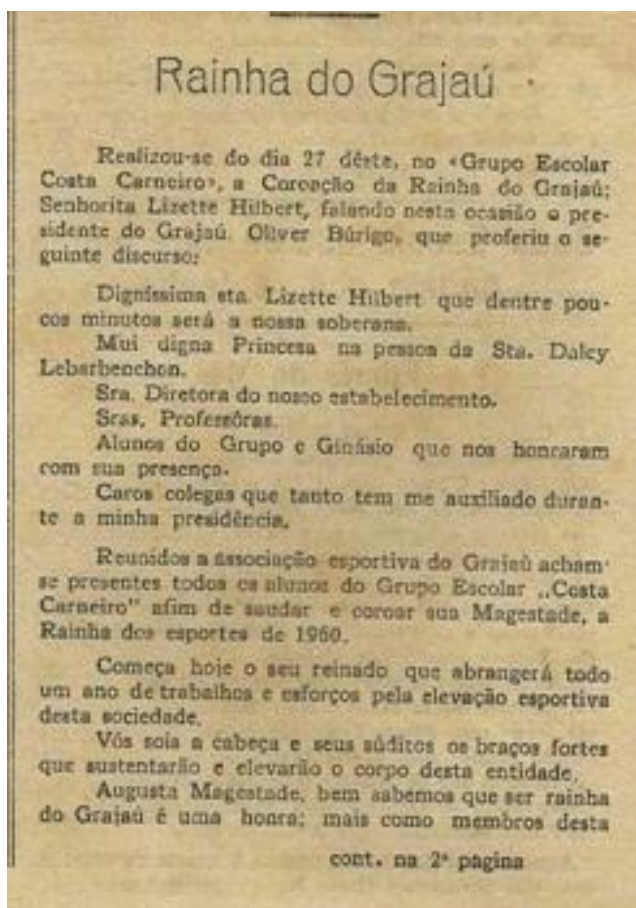 Rainha do Grajaú
Realizou-se do dia 27 dêste, no «Grupo Escolar
Costa Carneiro», a Coroação da Rainha do Grajaú;
Senhorita Lizette Hilbert, falando nesta ocasião o pre-
sidente do Grajaú. Oliver Búrigo, que proferiu o se-
guinte discurso:
Digníssima sta. Lizette Hilbert que dentre pou-
cos minutos será a nossa soberana.
Mui digna Princesa na pessoa da Sta. Dalcy
Lebarbenchon.
Sra. Diretora do nosso estabelecimento.
Sras. Professôras.
Alunos do Grupo e Ginásio que nos honraram
com sua presença.
Caros colegas que tanto tem me auxiliado duran-
te a minha presidência.
Reunidos a associação esportiva do Grajaú acham-
se presentes todos os alunos do Grupo Escolar „Costa
Carneiro” afim de saudar e coroar sua Magestade, a
Rainha dos esportes de 1960.
Começa hoje o seu reinado que abrangerá todo
um ano de trabalhos e esforços pela elevação esportiva
desta sociedade.
Vós sois a cabeça e seus súditos os braços fortes
que sustentarão e elevarão o corpo desta entidade.
Augusta Magestade, bem sabemos que ser rainha
do Grajaú é uma honra; mais como membros desta
cont. na 2ª página